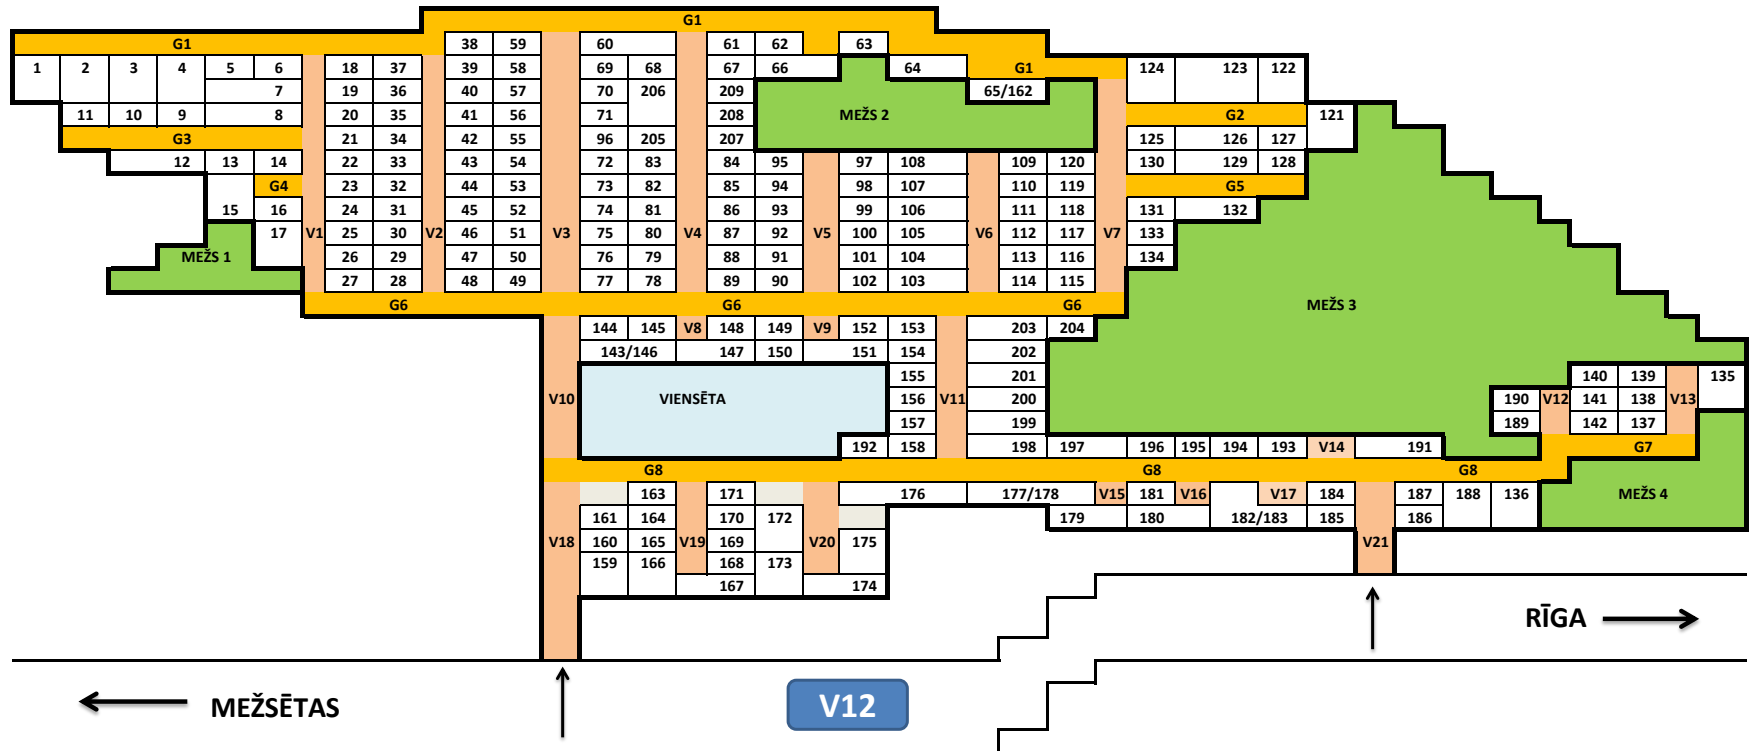 G1
G1 38 59 60 61 62 63
1 2 3 4 5 6 18 37 39 58 69 68 67 66 64 G1 124 123 122
7 19 36 40 57 70 206 209 65/162
11 10 9 8 20 35 41 56 71 208 MEŽS 2 G2 121
G3 21 34 42 55 96 205 207 125 126 127
12 13 14 22 33 43 54 72 83 84 95 97 108 109 120 130 129 128
G4 23 32 44 53 73 82 85 94 98 107 110 119 G5
15 16 24 31 45 52 74 81 86 93 99 106 111 118 131 132
17 V1 25 30 V2 46 51 V3 75 80 V4 87 92 V5 100 105 V6 112 117 V7 133
MEŽS 1 26 29 47 50 76 79 88 91 101 104 113 116 134
27 28 48 49 77 78 89 90 102 103 114 115
G6 G6 G6 MEŽS 3
144 145 V8 148 149 V9 152 153 203 204
143/146 147 150 151 154 202
155 201 140 139 135
V10 VIENSĒTA 156 V11 200 190 V12 141 138 V13
157 199 189 142 137
192 158 198 197 196 195 194 193 V14 191 G7
G8 G8 G8
163 171 176 177/178 V15 181 V16 V17 184 187 188 136 MEŽS 4
161 164 170 172 179 180 182/183 185 186
V18 160 165 V19 169 V20 175 V21
159 166 168 173
167 174
RĪGA
MEŽSĒTAS V12